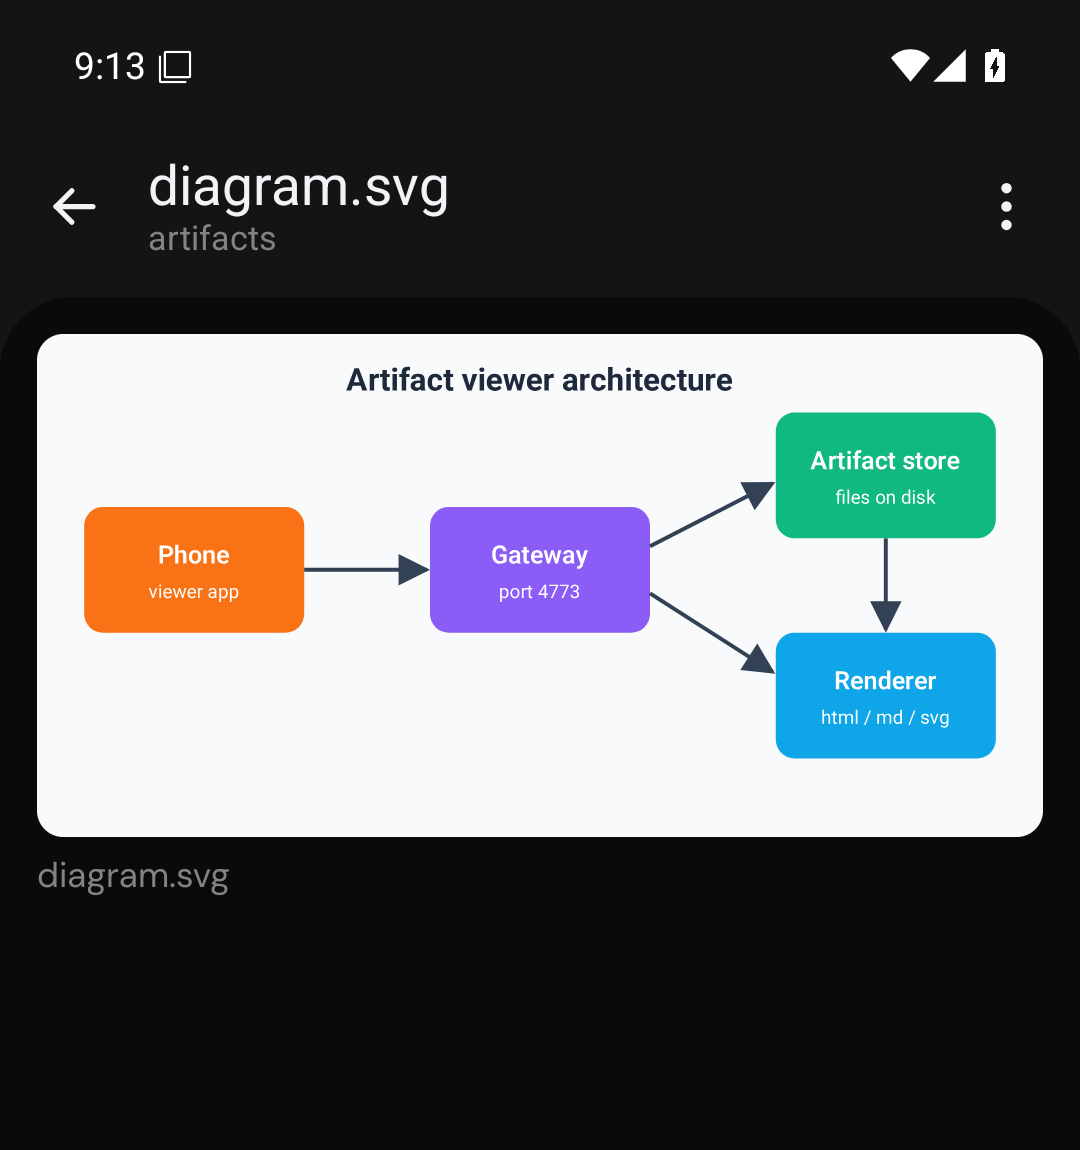 9:13
diagram.svg
artifacts
Artifact viewer architecture
Phone
viewer app
Gateway
port 4773
Artifact store
files on disk
Renderer
html / md / svg
diagram.svg